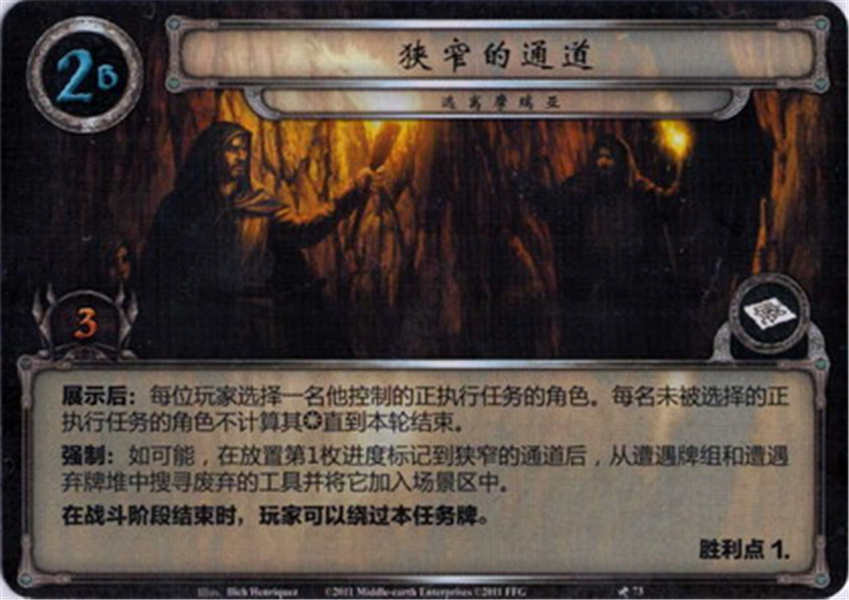 2B
狭窄的通道
逃离摩瑞亚
3
展示后：每位玩家选择一名他控制的正执行任务的角色。每名未被选择的正
执行任务的角色不计算其直到本轮结束。
强制：如可能，在放置第1枚进度标记到狭窄的通道后，从遭遇牌组和遭遇
弃牌堆中搜寻废弃的工具并将它加入场景区中。
在战斗阶段结束时，玩家可以绕过本任务牌。
胜利点 1.
Illus. Henriquez ©2011 Middle-earth Enterprises ©2011 FFG 73